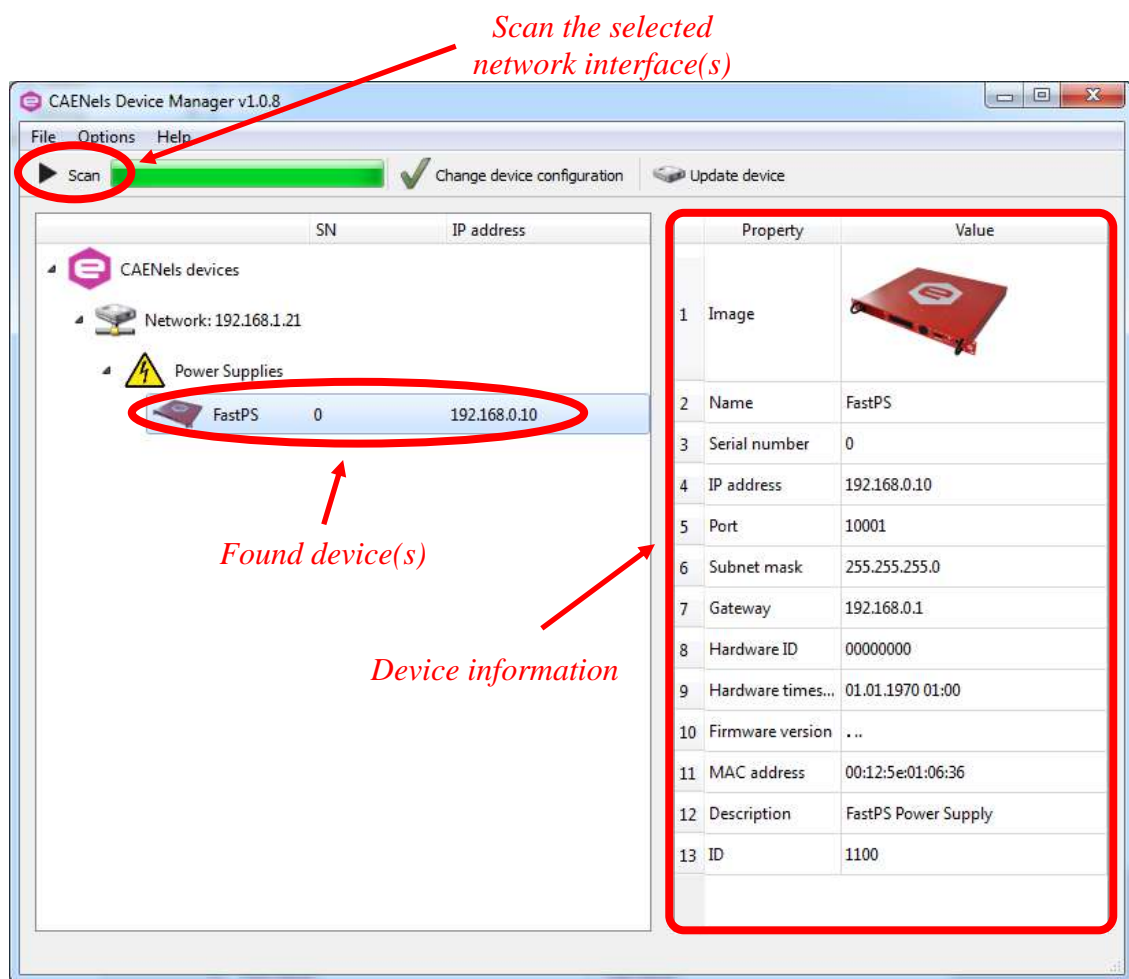 Scan the selected
network interface(s)
CAENels Device Manager v1.0.8
File Options Help
Scan Change device configuration Update device
SN IP address
CAENels devices
Network: 192.168.1.21
Power Supplies
FastPS 0 192.168.0.10
Found device(s)
Device information
Property Value
1 Image
2 Name FastPS
3 Serial number 0
4 IP address 192.168.0.10
5 Port 10001
6 Subnet mask 255.255.255.0
7 Gateway 192.168.0.1
8 Hardware ID 00000000
9 Hardware times... 01.01.1970 01:00
10 Firmware version ...
11 MAC address 00:12:5e:01:06:36
12 Description FastPS Power Supply
13 ID 1100